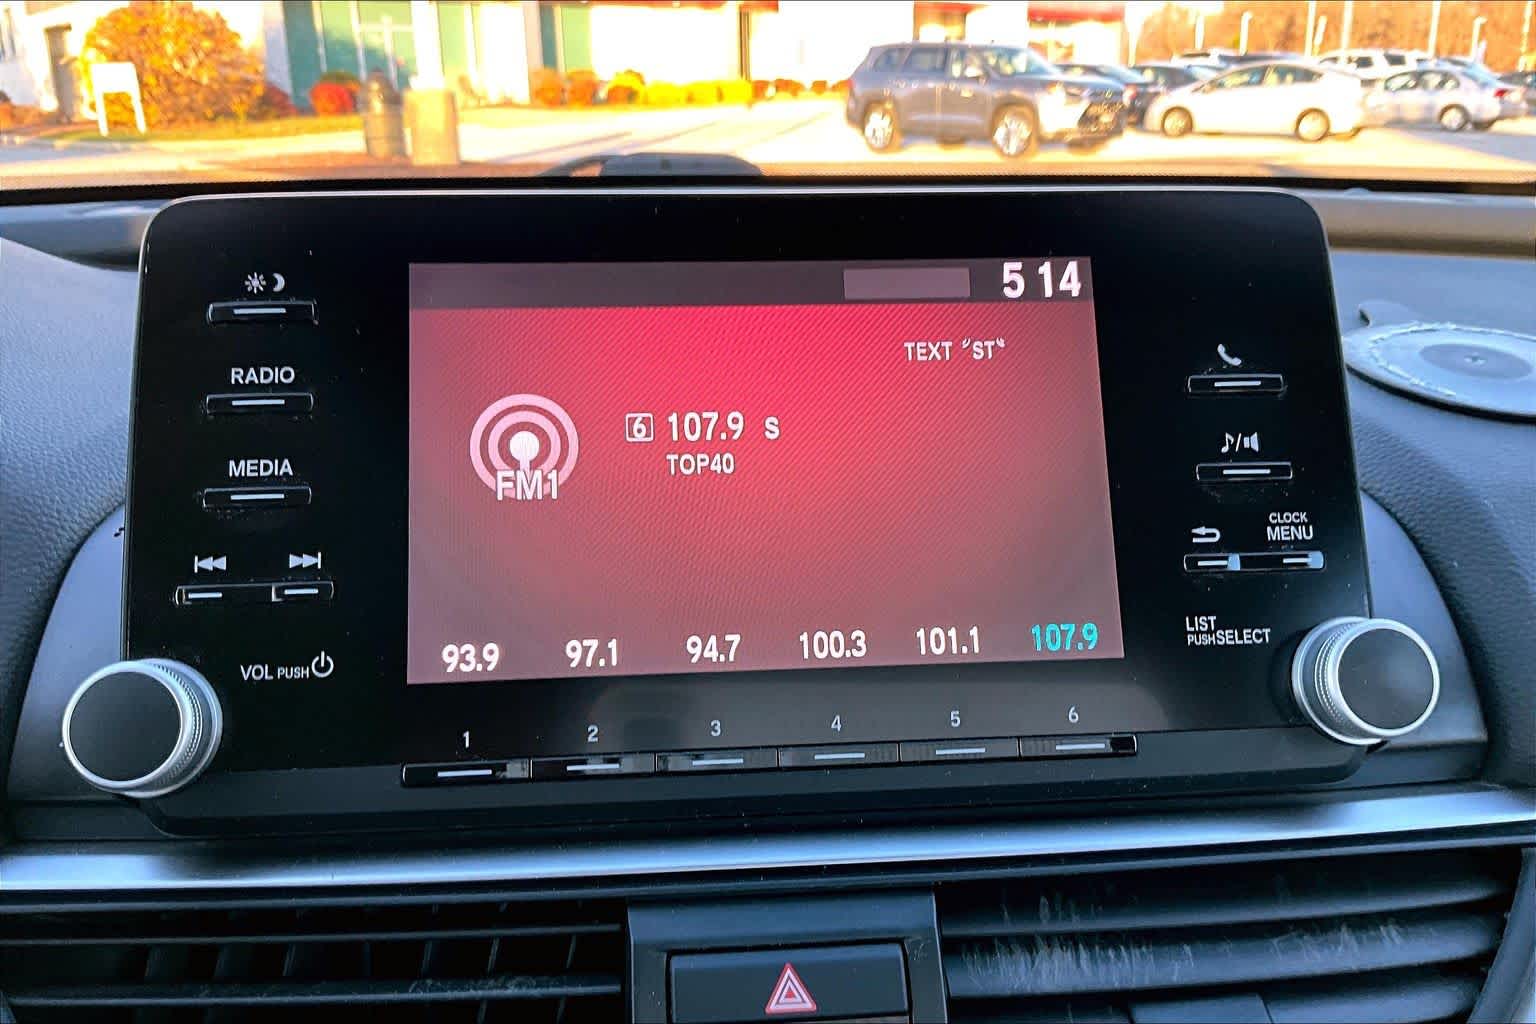 5 14
TEXT "ST"
6 107.9 S
TOP40
FM1
93.9 97.1 94.7 100.3 101.1 107.9
RADIO
MEDIA
VOL PUSH
1 2 3 4 5 6
CLOCK
MENU
LIST
PUSH SELECT